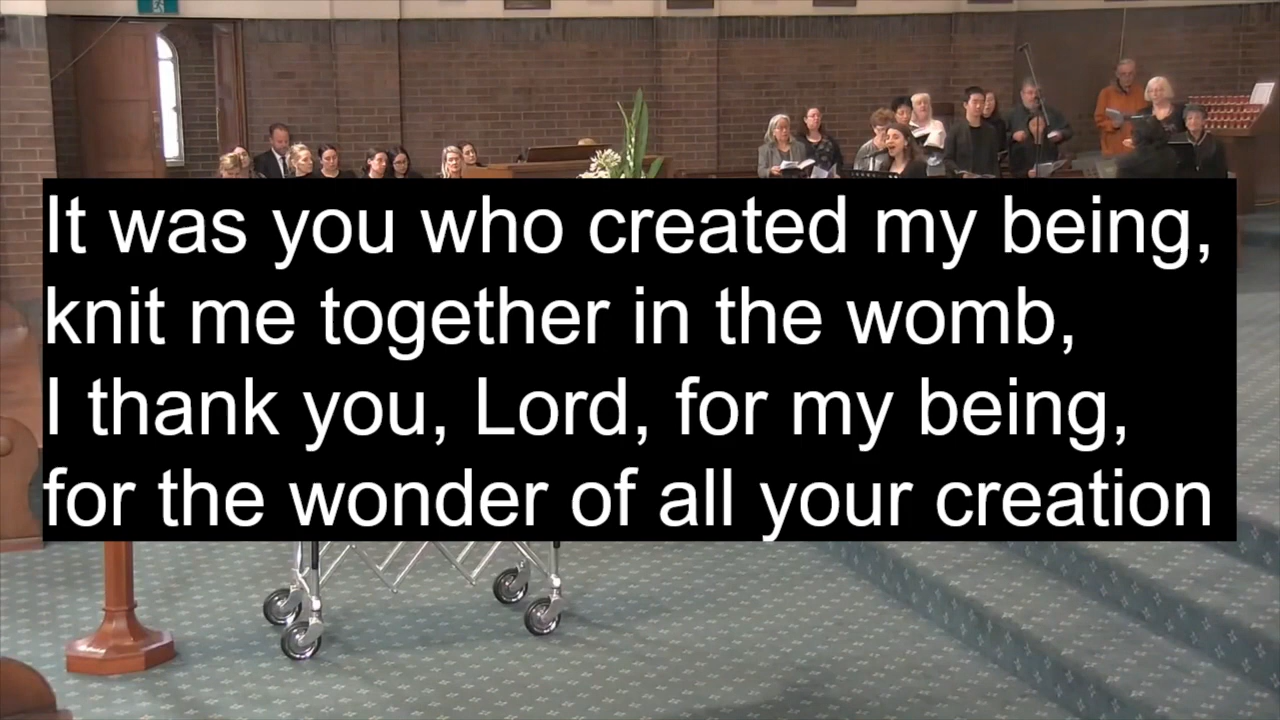 It was you who created my being,
knit me together in the womb,
I thank you, Lord, for my being,
for the wonder of all your creation